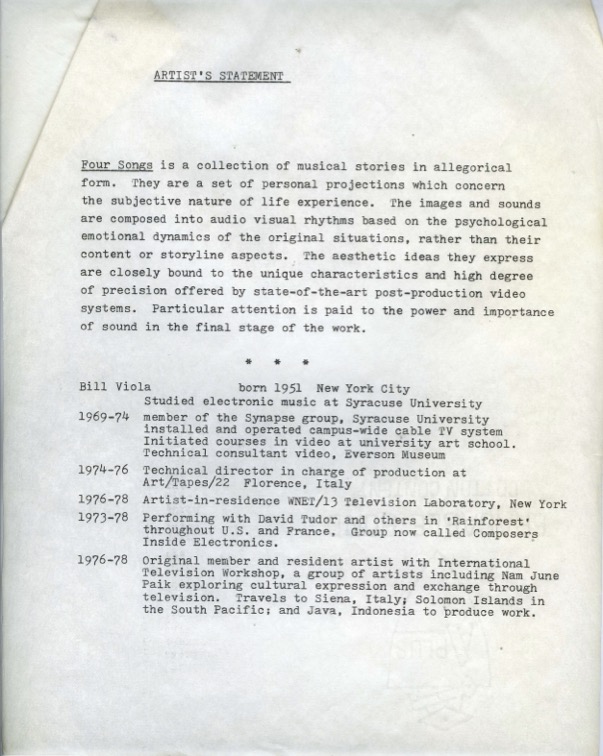 ARTIST'S STATEMENT
Four Songs is a collection of musical stories in allegorical
form. They are a set of personal projections which concern
the subjective nature of life experience. The images and sounds
are composed into audio visual rhythms based on the psychological
emotional dynamics of the original situations, rather than their
content or storyline aspects. The aesthetic ideas they express
are closely bound to the unique characteristics and high degree
of precision offered by state-of-the-art post-production video
systems. Particular attention is paid to the power and importance
of sound in the final stage of the work.
* * *
Bill Viola born 1951 New York City
Studied electronic music at Syracuse University
1969-74 member of the Synapse group, Syracuse University
installed and operated campus-wide cable TV system
Initiated courses in video at university art school.
Technical consultant video, Everson Museum
1974-76 Technical director in charge of production at
Art/Tapes/22 Florence, Italy
1976-78 Artist-in-residence WNET/13 Television Laboratory, New York
1973-78 Performing with David Tudor and others in 'Rainforest'
throughout U.S. and France. Group now called Composers
Inside Electronics.
1976-78 Original member and resident artist with International
Television Workshop, a group of artists including Nam June
Paik exploring cultural expression and exchange through
television. Travels to Siena, Italy; Solomon Islands in
the South Pacific; and Java, Indonesia to produce work.